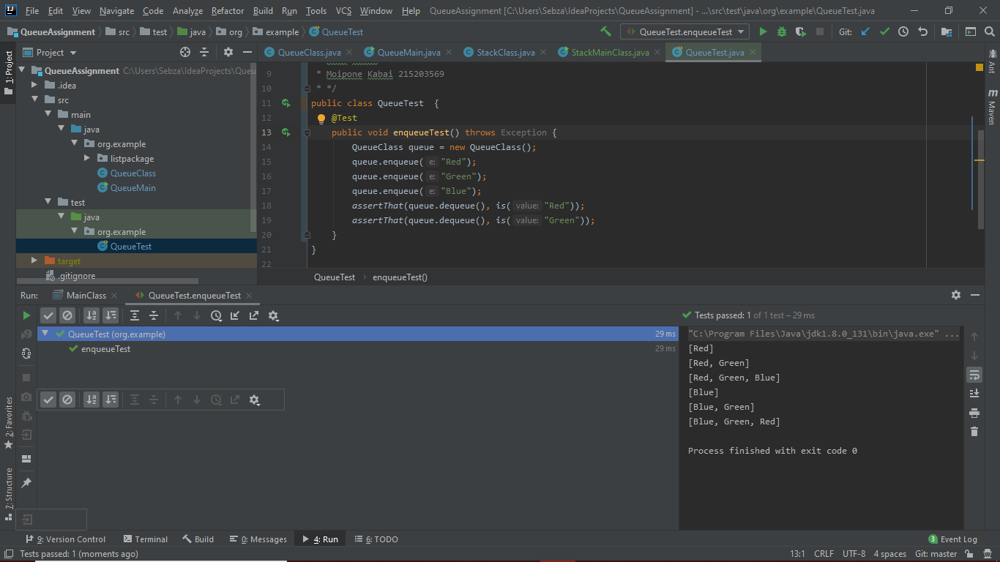 File Edit View Navigate Code Analyze Refactor Build Run Tools VCS Window Help QueueAssignment [C:\Users\Sebza\IdeaProjects\QueueAssignment] - ...\src\test\java\org\example\QueueTest.java
QueueAssignment src test java org example QueueTest QueueTest.enqueueTest Git:
1: Project
Project
QueueClass.java QueueMain.java StackClass.java StackMainClass.java QueueTest.java
Ant
Maven
QueueAssignment C:\Users\Sebza\IdeaProjects\Queu
.idea
src
main
java
org.example
listpackage
QueueClass
QueueMain
test
java
org.example
QueueTest
target
.gitignore
9 * Moipone Kabai 215203569
10 * */
11 public class QueueTest {
12 @Test
13 public void enqueueTest() throws Exception {
14 QueueClass queue = new QueueClass();
15 queue.enqueue( e: "Red");
16 queue.enqueue( e: "Green");
17 queue.enqueue( e: "Blue");
18 assertThat(queue.dequeue(), is( value: "Red"));
19 assertThat(queue.dequeue(), is( value: "Green"));
20 }
21 }
22
QueueTest › enqueueTest()
Run: MainClass QueueTest.enqueueTest
Tests passed: 1 of 1 test – 29 ms
QueueTest (org.example) 29 ms
enqueueTest 29 ms
"C:\Program Files\Java\jdk1.8.0_131\bin\java.exe" ...
[Red]
[Red, Green]
[Red, Green, Blue]
[Blue]
[Blue, Green]
[Blue, Green, Red]
Process finished with exit code 0
2: Favorites
7: Structure
9: Version Control Terminal Build 0: Messages 4: Run 6: TODO 3 Event Log
Tests passed: 1 (moments ago) 13:1 CRLF UTF-8 4 spaces Git: master